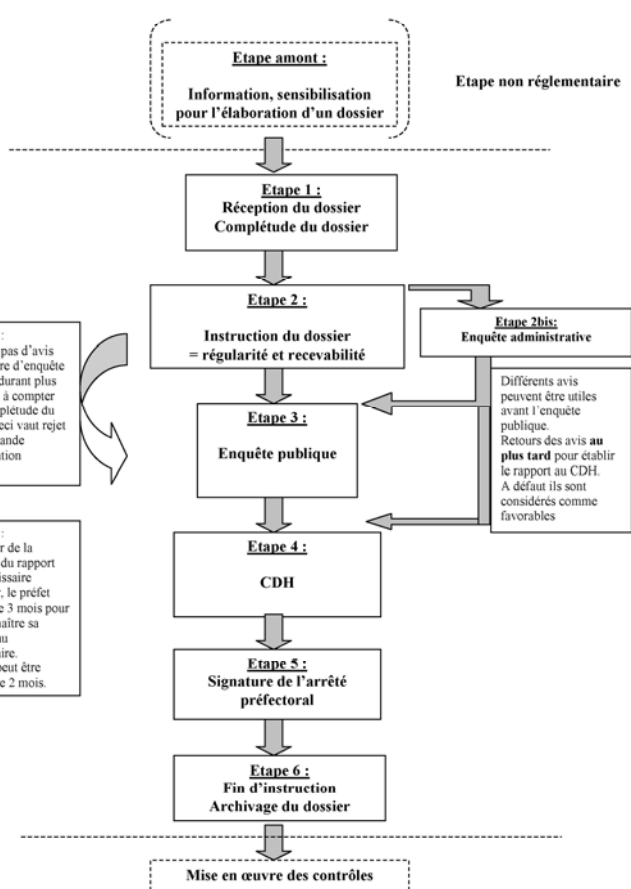 Etape amont :
Information, sensibilisation
pour l'élaboration d'un dossier
Etape non réglementaire
Etape 1 :
Réception du dossier
Complétude du dossier
Etape 2 :
Instruction du dossier
= régularité et recevabilité
Etape 2bis:
Enquête administrative
:
pas d'avis
re d'enquête
durant plus
à compter
plétude du
eci vaut rejet
ande
tion
Différents avis
peuvent être utiles
avant l'enquête
publique.
Retours des avis au
plus tard pour établir
le rapport au CDH.
A défaut ils sont
considérés comme
favorables
Etape 3 :
Enquête publique
:
r de la
du rapport
issaire
, le préfet
e 3 mois pour
naître sa
au
ire.
peut être
e 2 mois.
Etape 4 :
CDH
Etape 5 :
Signature de l'arrêté
préfectoral
Etape 6 :
Fin d'instruction
Archivage du dossier
Mise en œuvre des contrôles